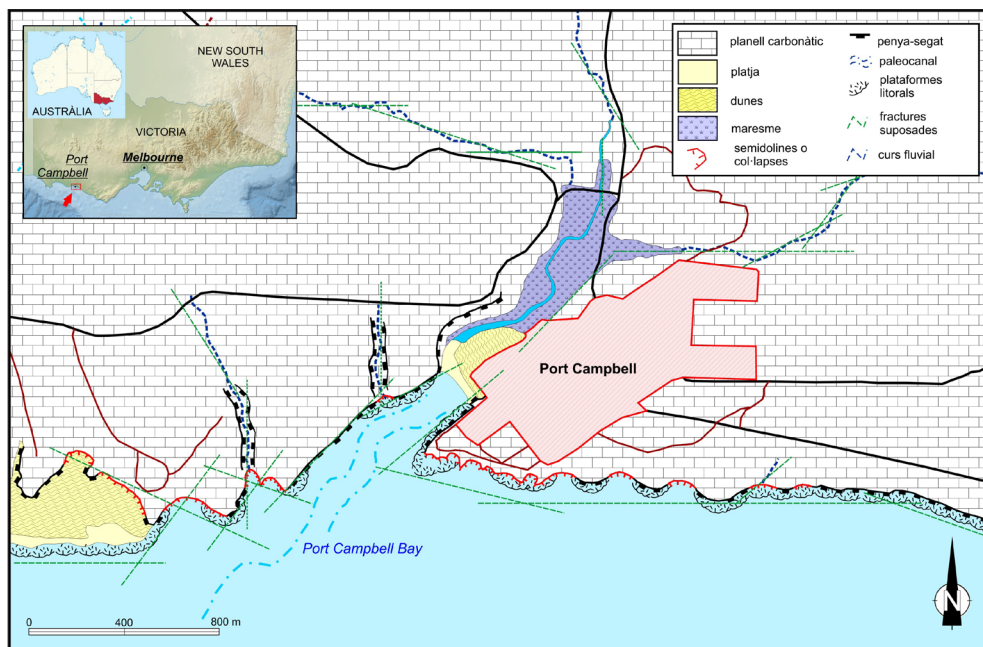 NEW SOUTH
WALES
AUSTRÀLIA
VICTORIA
Melbourne
Port
Campbell
planell carbonàtic
platja
dunes
maresme
semidolines o
col·lapses
penya-segat
paleocanal
plataformes
litorals
fractures
suposades
curs fluvial
Port Campbell
Port Campbell Bay
0 400 800 m
N